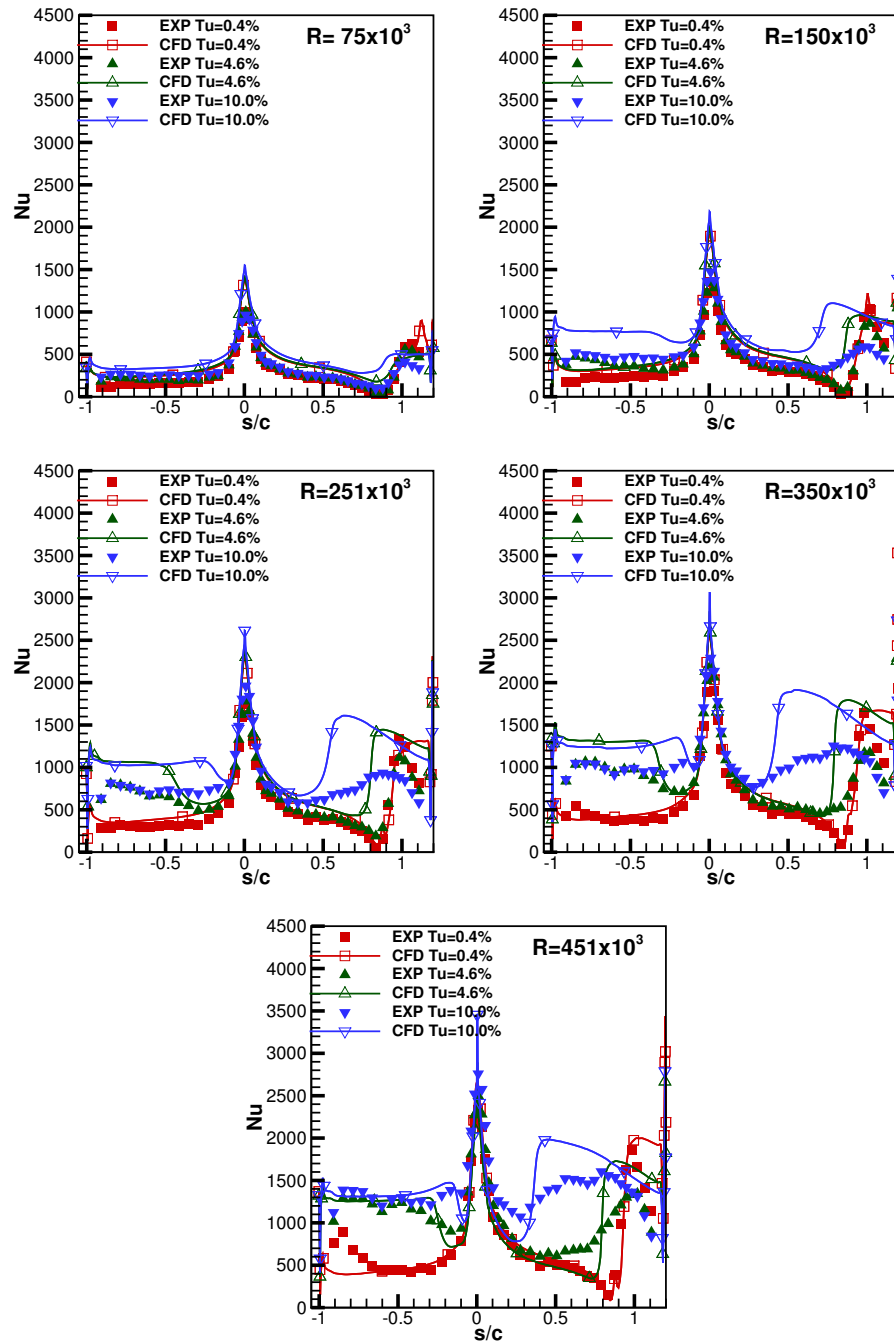 R= 75x10³
EXP Tu=0.4%
CFD Tu=0.4%
EXP Tu=4.6%
CFD Tu=4.6%
EXP Tu=10.0%
CFD Tu=10.0%
4500
4000
3500
3000
2500
2000
1500
1000
500
0
Nu
-1 -0.5 0 0.5 1
s/c
R=150x10³
EXP Tu=0.4%
CFD Tu=0.4%
EXP Tu=4.6%
CFD Tu=4.6%
EXP Tu=10.0%
CFD Tu=10.0%
4500
4000
3500
3000
2500
2000
1500
1000
500
0
Nu
-1 -0.5 0 0.5 1
s/c
R=251x10³
EXP Tu=0.4%
CFD Tu=0.4%
EXP Tu=4.6%
CFD Tu=4.6%
EXP Tu=10.0%
CFD Tu=10.0%
4500
4000
3500
3000
2500
2000
1500
1000
500
0
Nu
-1 -0.5 0 0.5 1
s/c
R=350x10³
EXP Tu=0.4%
CFD Tu=0.4%
EXP Tu=4.6%
CFD Tu=4.6%
EXP Tu=10.0%
CFD Tu=10.0%
4500
4000
3500
3000
2500
2000
1500
1000
500
0
Nu
-1 -0.5 0 0.5 1
s/c
R=451x10³
EXP Tu=0.4%
CFD Tu=0.4%
EXP Tu=4.6%
CFD Tu=4.6%
EXP Tu=10.0%
CFD Tu=10.0%
4500
4000
3500
3000
2500
2000
1500
1000
500
0
Nu
-1 -0.5 0 0.5 1
s/c